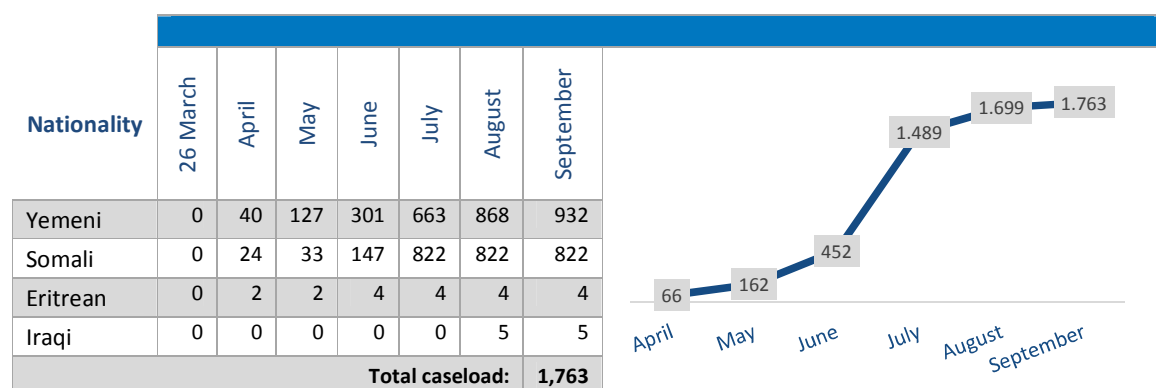 Nationality 26 March April May June July August September
Yemeni 0 40 127 301 663 868 932
Somali 0 24 33 147 822 822 822
Eritrean 0 2 2 4 4 4 4
Iraqi 0 0 0 0 0 5 5
Total caseload: 1,763
66 162 452 1.489 1.699 1.763
April May June July August September